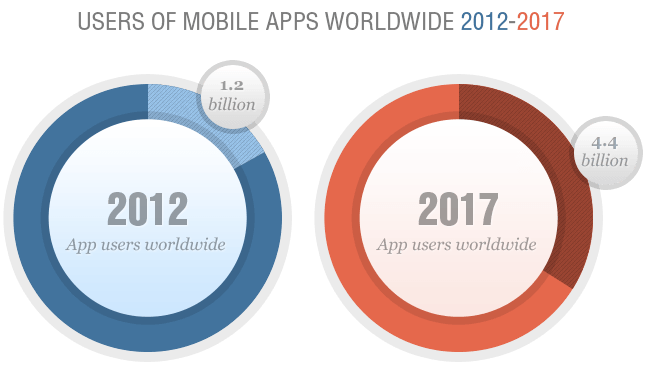 USERS OF MOBILE APPS WORLDWIDE 2012-2017
1.2
billion
2012
App users worldwide
4.4
billion
2017
App users worldwide